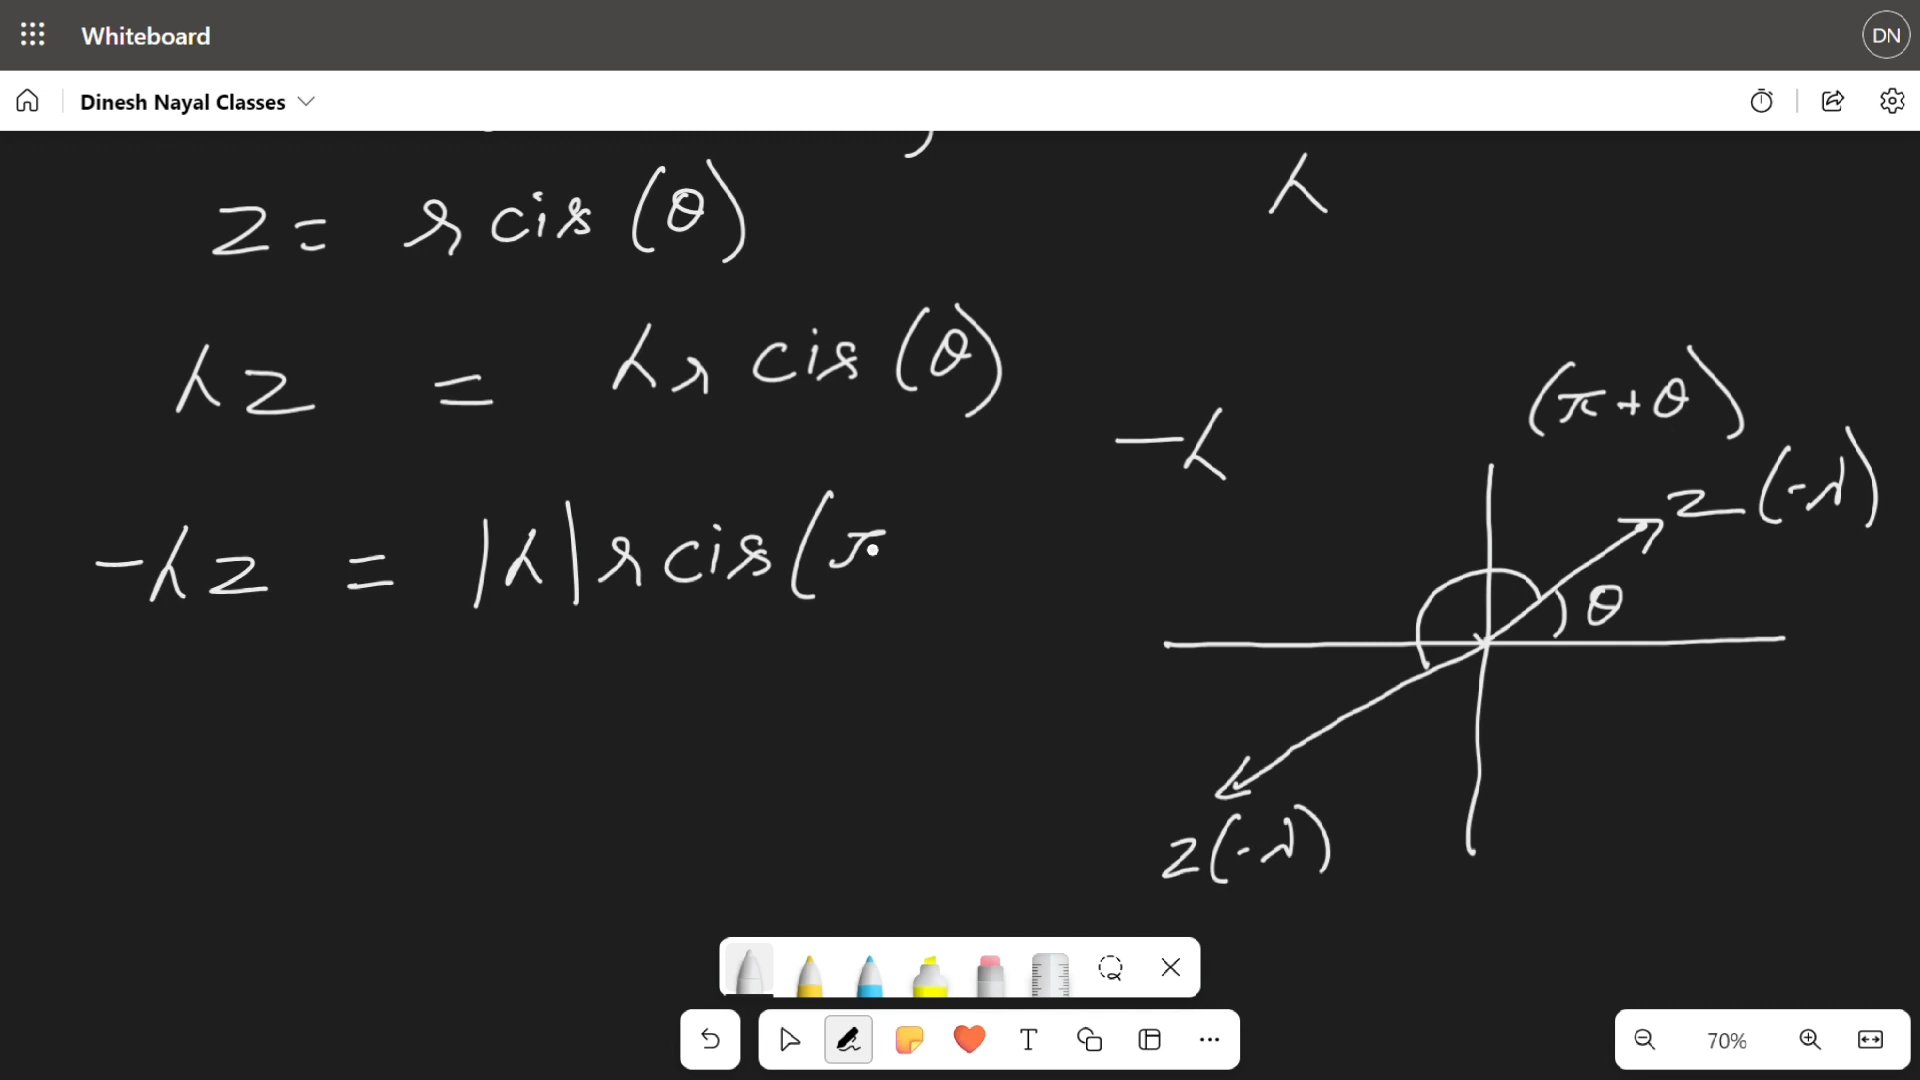 Whiteboard
DN
Dinesh Nayal Classes
z = r cis (θ)
λ
λz = λr cis (θ)
-λ
(π+θ)
z(-λ)
-λz = |λ| r cis (π
θ
z(-λ)
T
70%